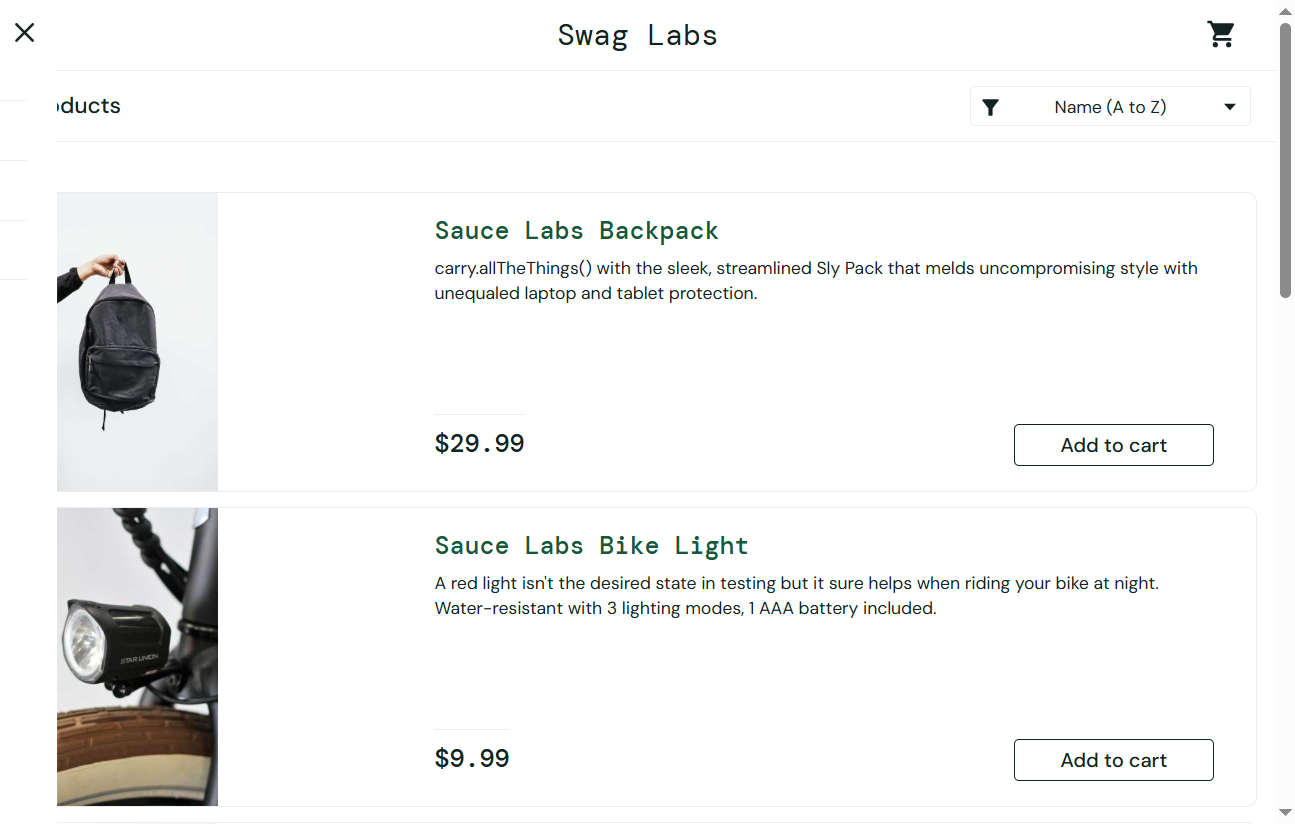 Swag Labs
oducts
Name (A to Z)
Sauce Labs Backpack
carry.allTheThings() with the sleek, streamlined Sly Pack that melds uncompromising style with
unequaled laptop and tablet protection.
$29.99
Add to cart
Sauce Labs Bike Light
A red light isn't the desired state in testing but it sure helps when riding your bike at night.
Water-resistant with 3 lighting modes, 1 AAA battery included.
STAR UNION
$9.99
Add to cart